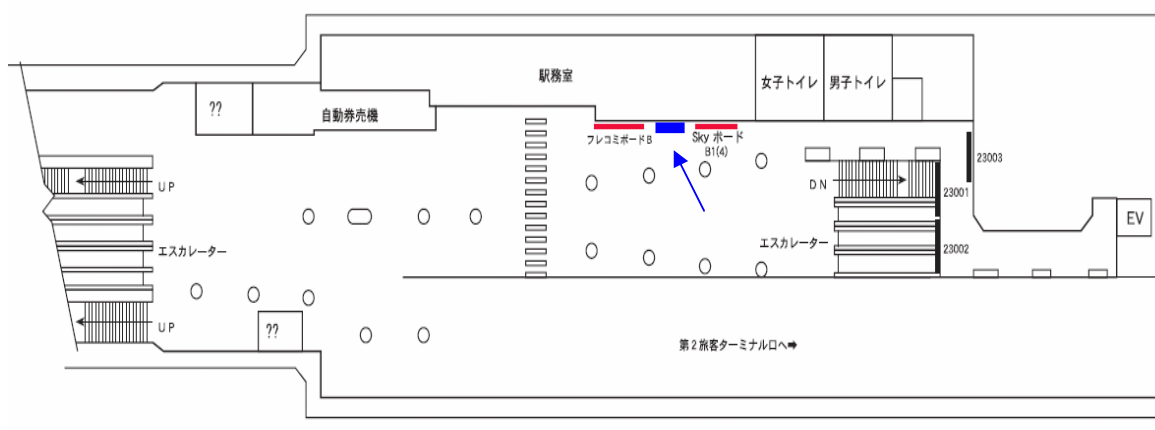 駅務室
女子トイレ
男子トイレ
??
自動券売機
フレコミボードB
Sky ボード
B1(4)
23003
UP
DN
23001
EV
エスカレーター
エスカレーター
23002
UP
??
第2旅客ターミナル口へ➡